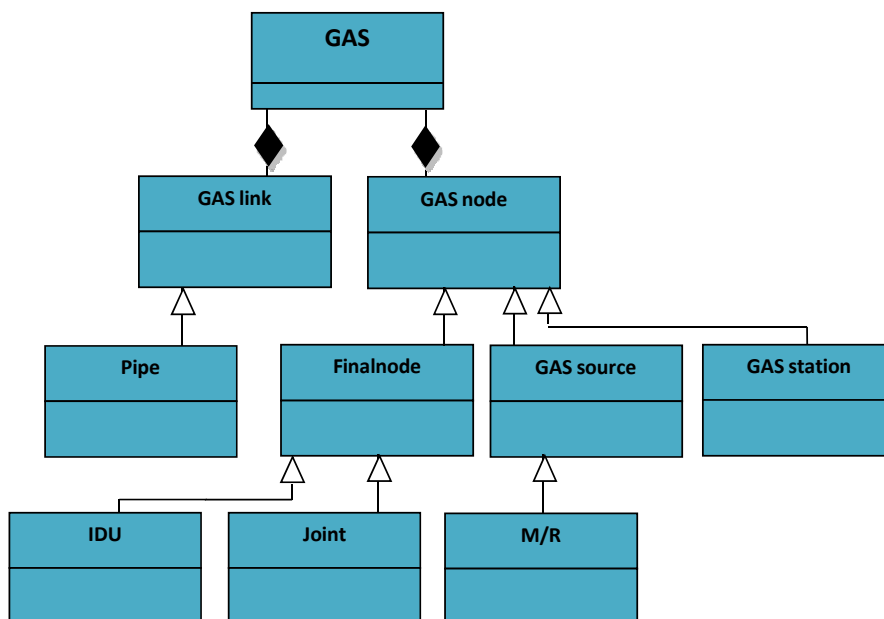 GAS
GAS link
GAS node
Pipe
Finalnode
GAS source
GAS station
IDU
Joint
M/R